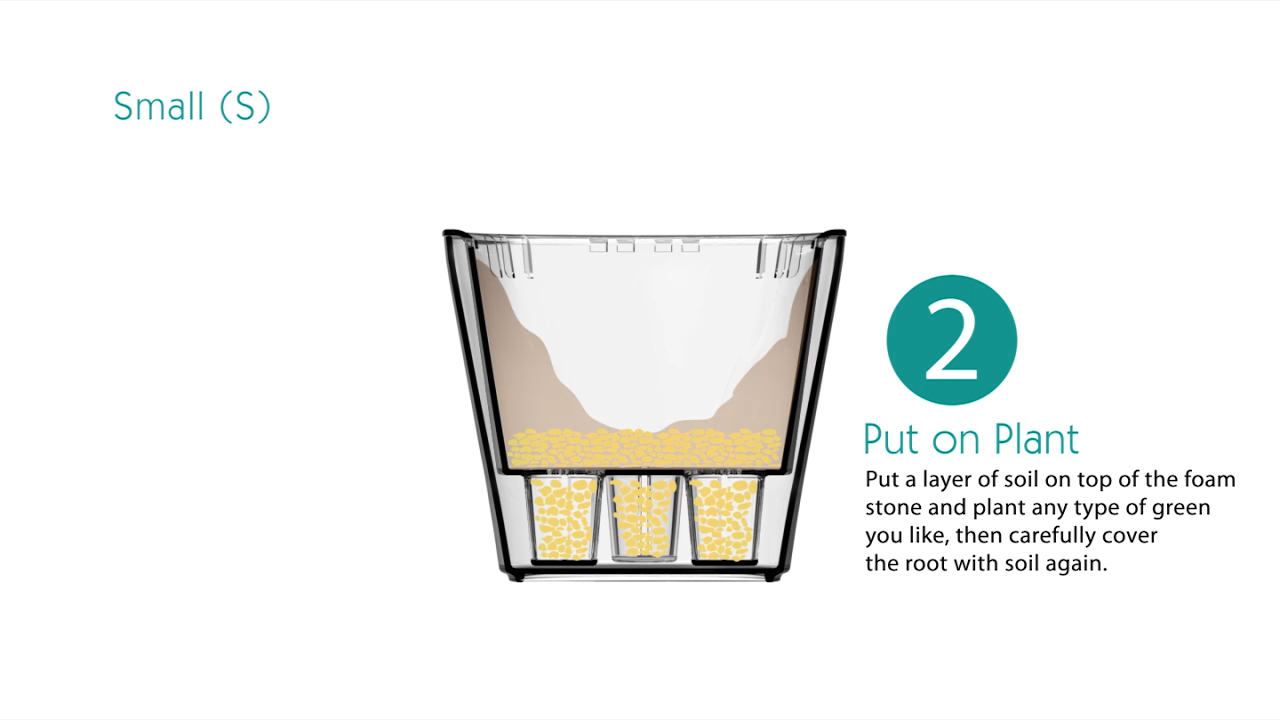 Small (S)
2
Put on Plant
Put a layer of soil on top of the foam
stone and plant any type of green
you like, then carefully cover
the root with soil again.